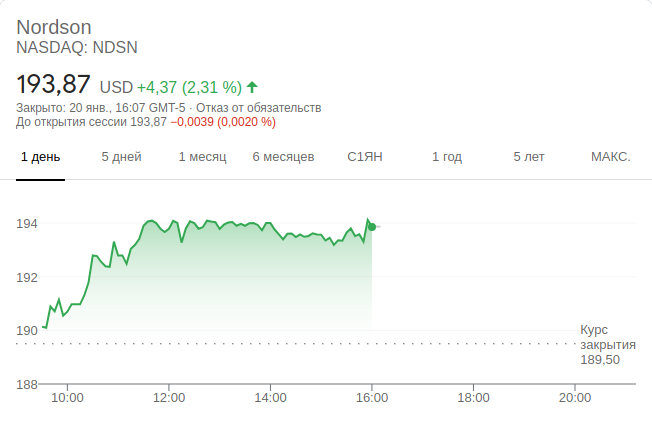 Nordson
NASDAQ: NDSN
193,87 USD +4,37 (2,31 %)
Закрыто: 20 янв., 16:07 GMT-5 · Отказ от обязательств
До открытия сессии 193,87 −0,0039 (0,0020 %)
1 день 5 дней 1 месяц 6 месяцев С1ЯН 1 год 5 лет МАКС.
194
192
190
Курс
закрытия
189,50
188
10:00 12:00 14:00 16:00 18:00 20:00